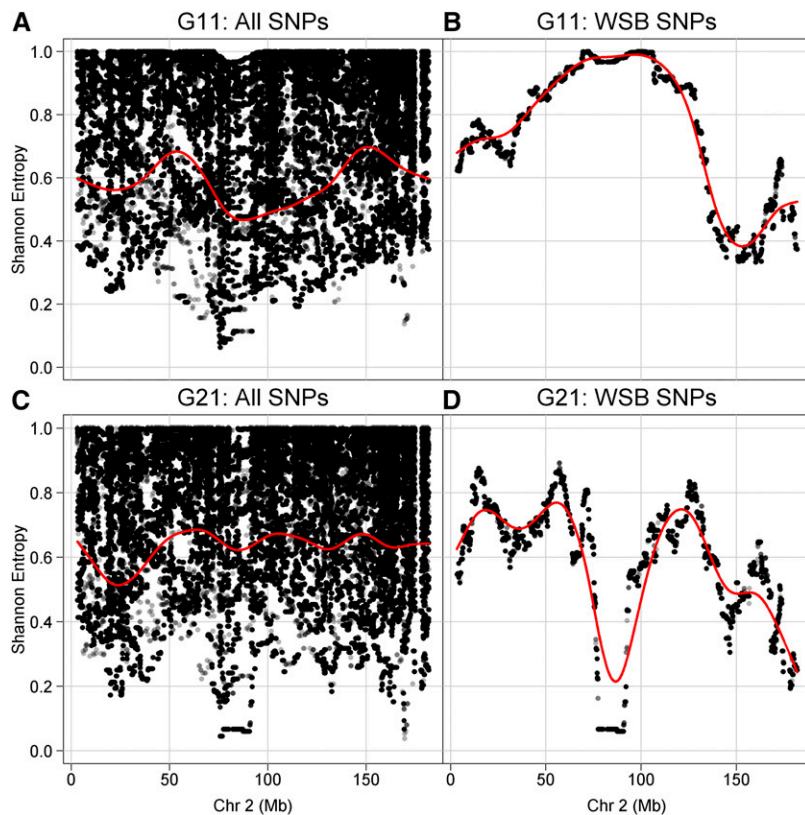 A G11: All SNPs
B G11: WSB SNPs
Shannon Entropy
1.0
0.8
0.6
0.4
0.2
0.0
C G21: All SNPs
D G21: WSB SNPs
Shannon Entropy
1.0
0.8
0.6
0.4
0.2
0.0
0 50 100 150
0 50 100 150
Chr 2 (Mb)
Chr 2 (Mb)